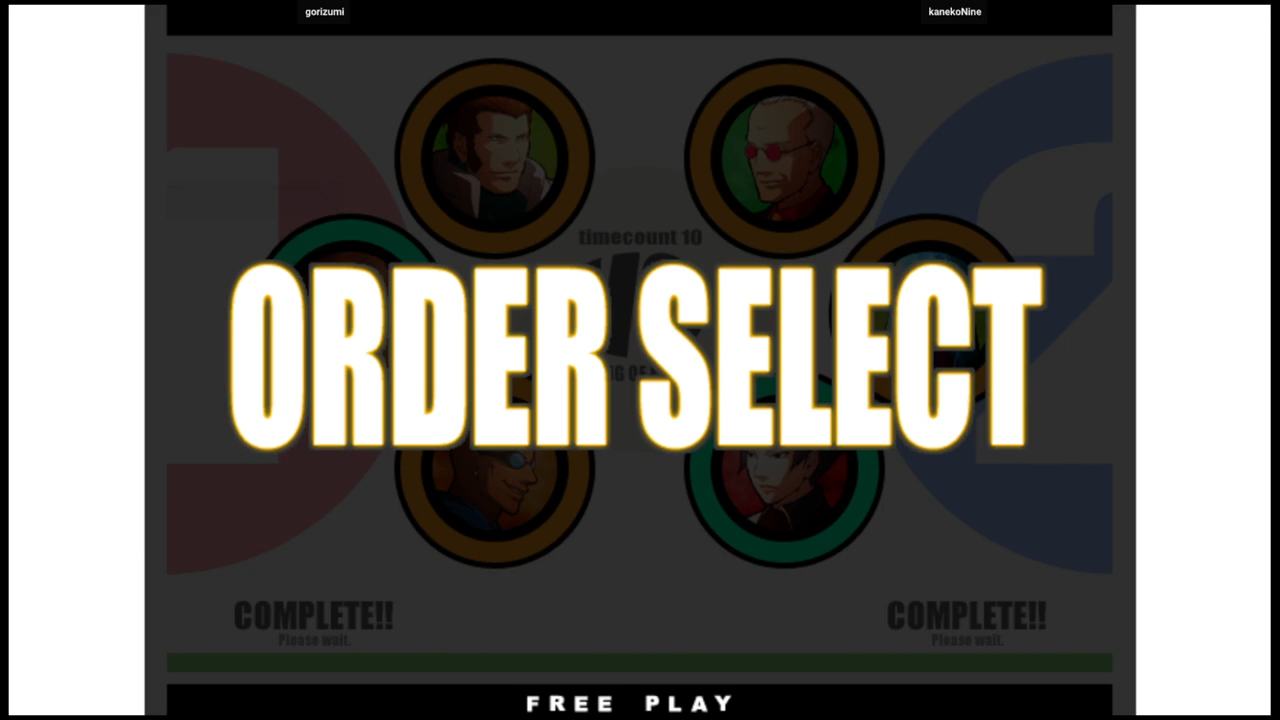 gorizumi
kanekoNine
timecount 10
ORDER SELECT
COMPLETE!!
Please wait.
COMPLETE!!
Please wait.
FREE PLAY